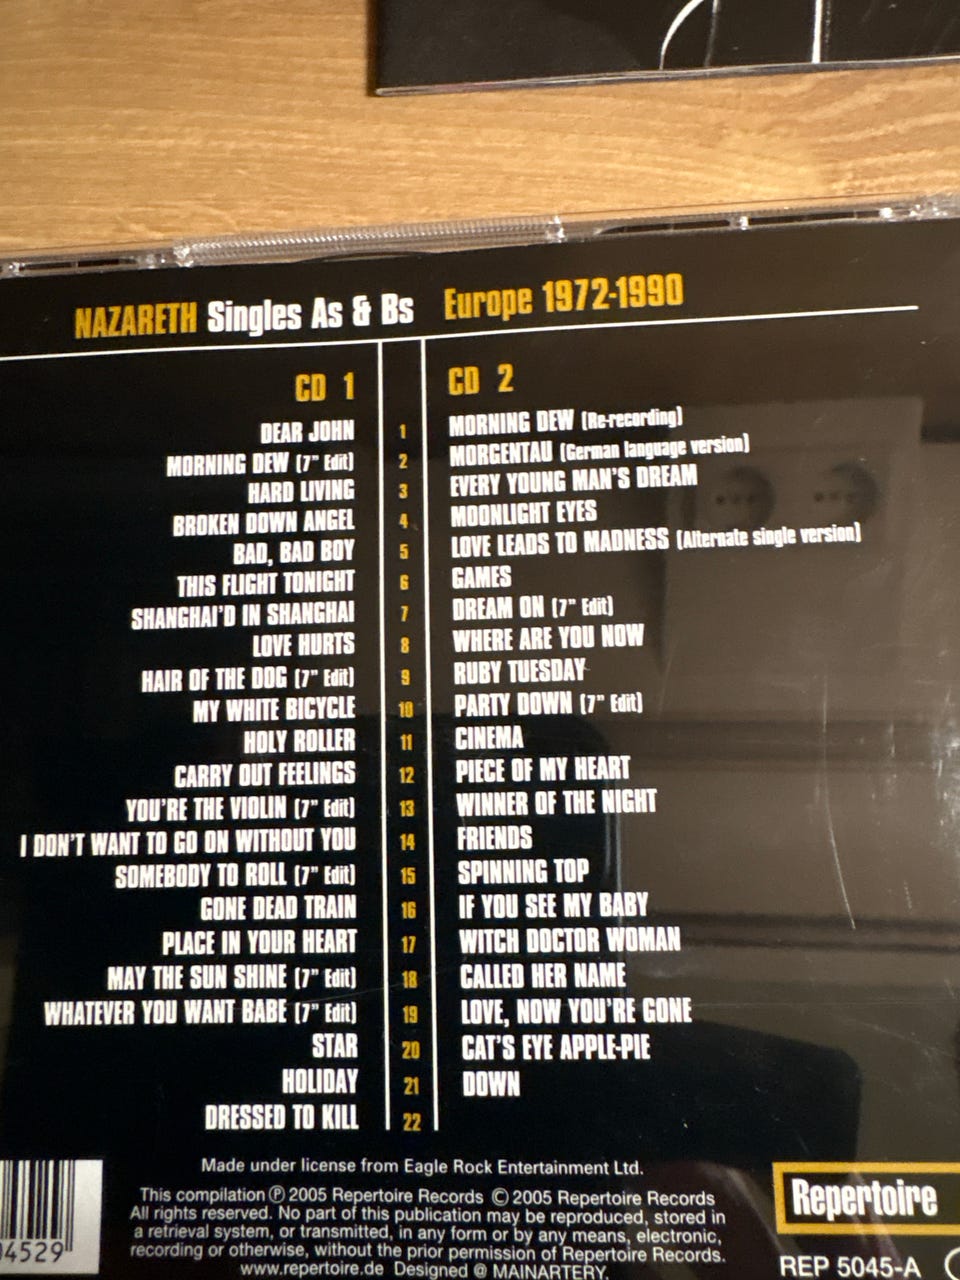 NAZARETH Singles As & Bs Europe 1972-1990
CD 1
DEAR JOHN 1
MORNING DEW (7" Edit) 2
HARD LIVING 3
BROKEN DOWN ANGEL 4
BAD, BAD BOY 5
THIS FLIGHT TONIGHT 6
SHANGHAI'D IN SHANGHAI 7
LOVE HURTS 8
HAIR OF THE DOG (7" Edit) 9
MY WHITE BICYCLE 10
HOLY ROLLER 11
CARRY OUT FEELINGS 12
YOU'RE THE VIOLIN (7" Edit) 13
I DON'T WANT TO GO ON WITHOUT YOU 14
SOMEBODY TO ROLL (7" Edit) 15
GONE DEAD TRAIN 16
PLACE IN YOUR HEART 17
MAY THE SUN SHINE (7" Edit) 18
WHATEVER YOU WANT BABE (7" Edit) 19
STAR 20
HOLIDAY 21
DRESSED TO KILL 22
CD 2
MORNING DEW (Re-recording)
MORGENTAU (German language version)
EVERY YOUNG MAN'S DREAM
MOONLIGHT EYES
LOVE LEADS TO MADNESS (Alternate single version)
GAMES
DREAM ON (7" Edit)
WHERE ARE YOU NOW
RUBY TUESDAY
PARTY DOWN (7" Edit)
CINEMA
PIECE OF MY HEART
WINNER OF THE NIGHT
FRIENDS
SPINNING TOP
IF YOU SEE MY BABY
WITCH DOCTOR WOMAN
CALLED HER NAME
LOVE, NOW YOU'RE GONE
CAT'S EYE APPLE-PIE
DOWN
Made under license from Eagle Rock Entertainment Ltd.
This compilation ℗ 2005 Repertoire Records © 2005 Repertoire Records
All rights reserved. No part of this publication may be reproduced, stored in
a retrieval system, or transmitted, in any form or by any means, electronic,
recording or otherwise, without the prior permission of Repertoire Records.
www.repertoire.de Designed @ MAINARTERY.
4529
Repertoire
REP 5045-A